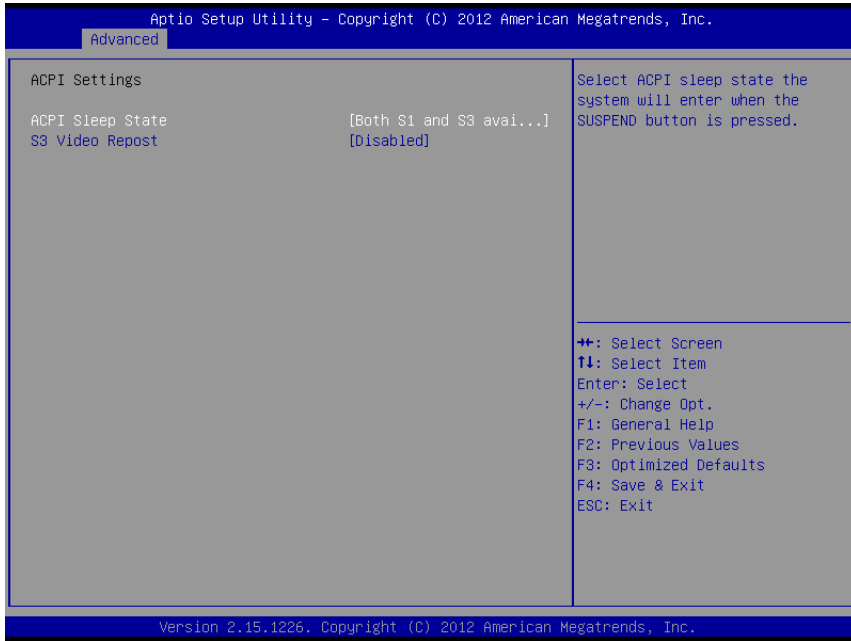 Aptio Setup Utility – Copyright (C) 2012 American Megatrends, Inc.
Advanced
ACPI Settings
ACPI Sleep State [Both S1 and S3 avai...]
S3 Video Repost [Disabled]
Select ACPI sleep state the
system will enter when the
SUSPEND button is pressed.
→←: Select Screen
↑↓: Select Item
Enter: Select
+/-: Change Opt.
F1: General Help
F2: Previous Values
F3: Optimized Defaults
F4: Save & Exit
ESC: Exit
Version 2.15.1226. Copyright (C) 2012 American Megatrends, Inc.